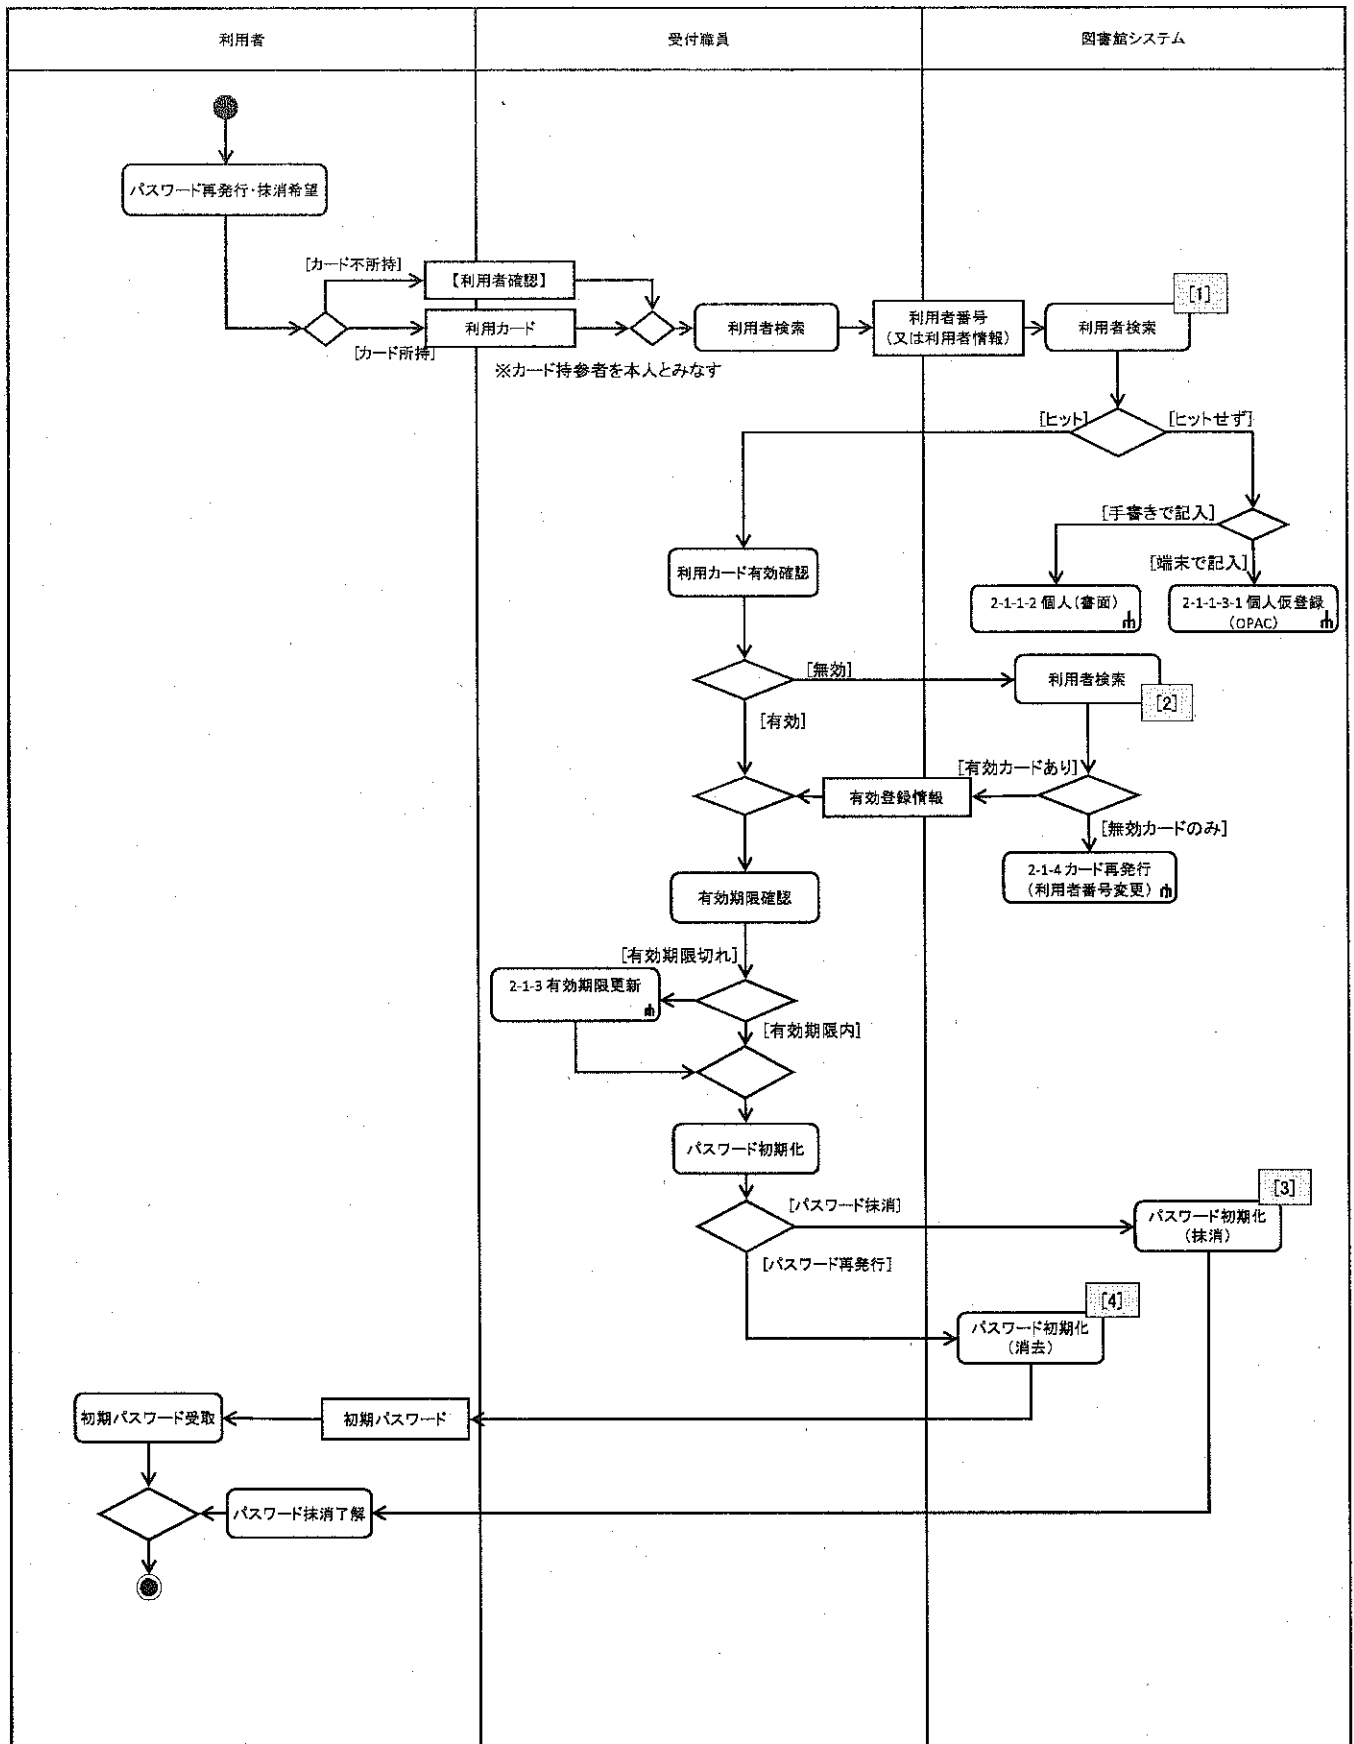 利用者
受付職員
図書館システム
パスワード再発行・抹消希望
[カード不所持]
【利用者確認】
[カード所持]
利用カード
※カード持参者を本人とみなす
利用者検索
利用者番号
(又は利用者情報)
利用者検索
[1]
[ヒット]
[ヒットせず]
[手書きで記入]
[端末で記入]
2-1-1-2 個人(書面)
2-1-1-3-1 個人仮登録
(OPAC)
利用カード有効確認
[無効]
利用者検索
[2]
[有効]
[有効カードあり]
有効登録情報
[無効カードのみ]
2-1-4 カード再発行
(利用者番号変更)
有効期限確認
[有効期限切れ]
2-1-3 有効期限更新
[有効期限内]
パスワード初期化
[パスワード抹消]
[3]
パスワード初期化
(抹消)
[パスワード再発行]
[4]
パスワード初期化
(消去)
初期パスワード受取
初期パスワード
パスワード抹消了解